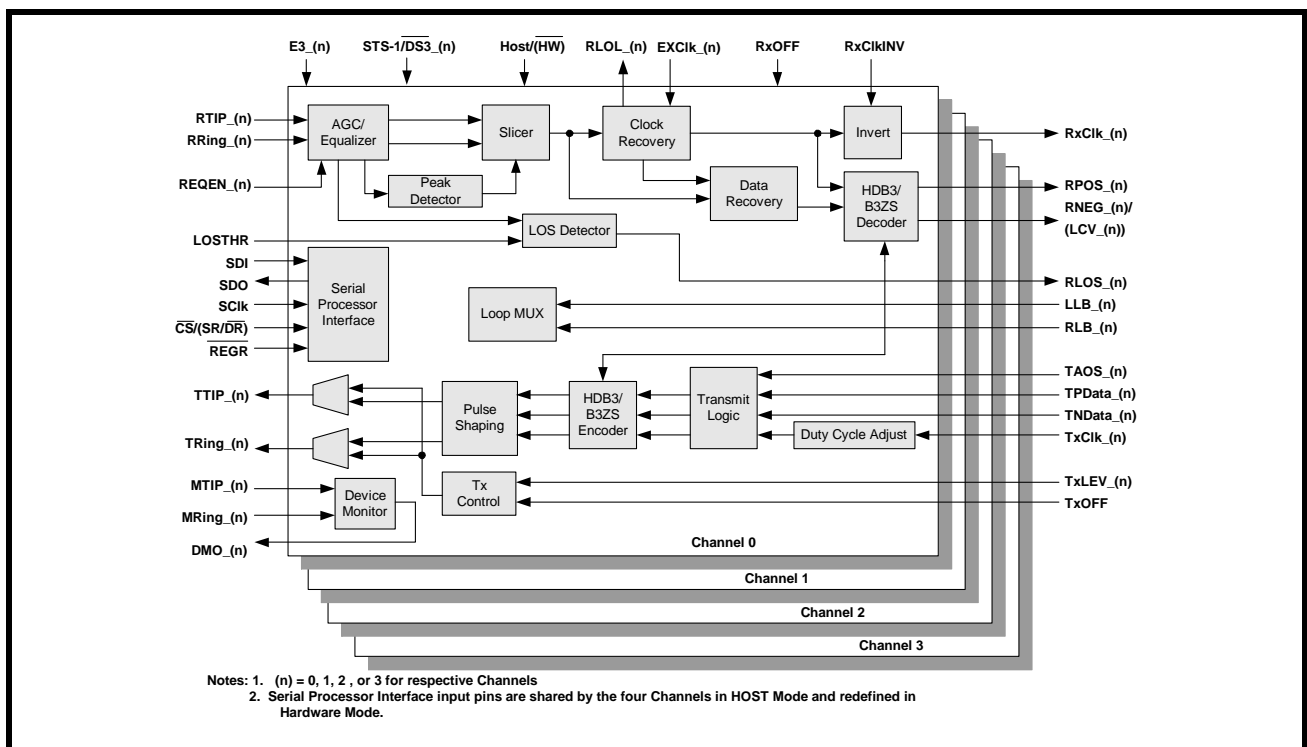 E3_(n) STS-1/DS3_(n) Host/(HW) RLOL_(n) EXClk_(n) RxOFF RxClkINV
RTIP_(n)
RRing_(n)
REQEN_(n)
LOSTHR
SDI
SDO
SClk
CS/(SR/DR)
REGR
TTIP_(n)
TRing_(n)
MTIP_(n)
MRing_(n)
DMO_(n)
AGC/
Equalizer
Peak
Detector
Slicer
Clock
Recovery
Invert
Data
Recovery
HDB3/
B3ZS
Decoder
LOS Detector
Serial
Processor
Interface
Loop MUX
Pulse
Shaping
HDB3/
B3ZS
Encoder
Transmit
Logic
Duty Cycle Adjust
Tx
Control
Device
Monitor
RxClk_(n)
RPOS_(n)
RNEG_(n)/
(LCV_(n))
RLOS_(n)
LLB_(n)
RLB_(n)
TAOS_(n)
TPData_(n)
TNData_(n)
TxClk_(n)
TxLEV_(n)
TxOFF
Channel 0
Channel 1
Channel 2
Channel 3
Notes: 1. (n) = 0, 1, 2 , or 3 for respective Channels
2. Serial Processor Interface input pins are shared by the four Channels in HOST Mode and redefined in
Hardware Mode.